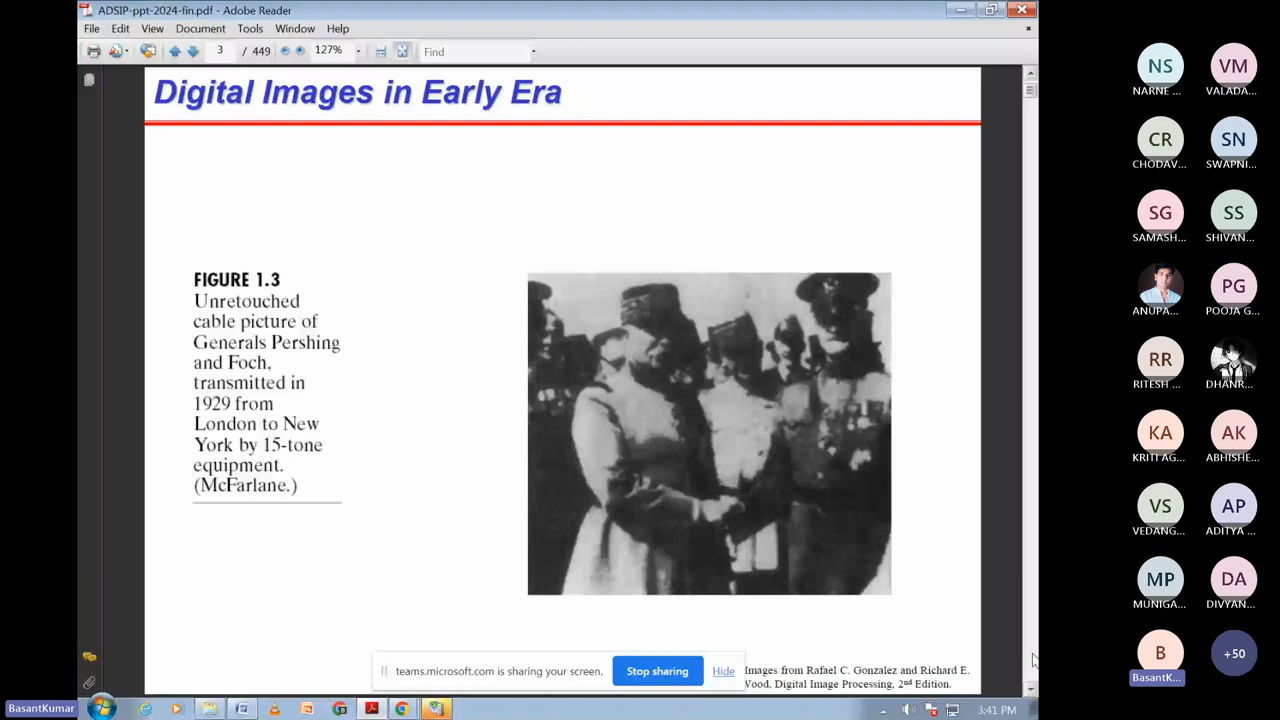 ADSIP-ppt-2024-fin.pdf - Adobe Reader
File Edit View Document Tools Window Help
3 / 449 127% Find
Digital Images in Early Era
FIGURE 1.3
Unretouched
cable picture of
Generals Pershing
and Foch,
transmitted in
1929 from
London to New
York by 15-tone
equipment.
(McFarlane.)
teams.microsoft.com is sharing your screen. Stop sharing Hide
Images from Rafael C. Gonzalez and Richard E.
Wood, Digital Image Processing, 2nd Edition.
BasantKumar
3:41 PM
NS VM
NARNE ... VALADA...
CR SN
CHODAV... SWAPNI...
SG SS
SAMASH... SHIVAN...
PG
ANUPA... POOJA G...
RR
RITESH ... DHANR...
KA AK
KRITI AG... ABHISHE...
VS AP
VEDANG... ADITYA ...
MP DA
MUNIGA... DIVYAN...
B +50
BasantK...